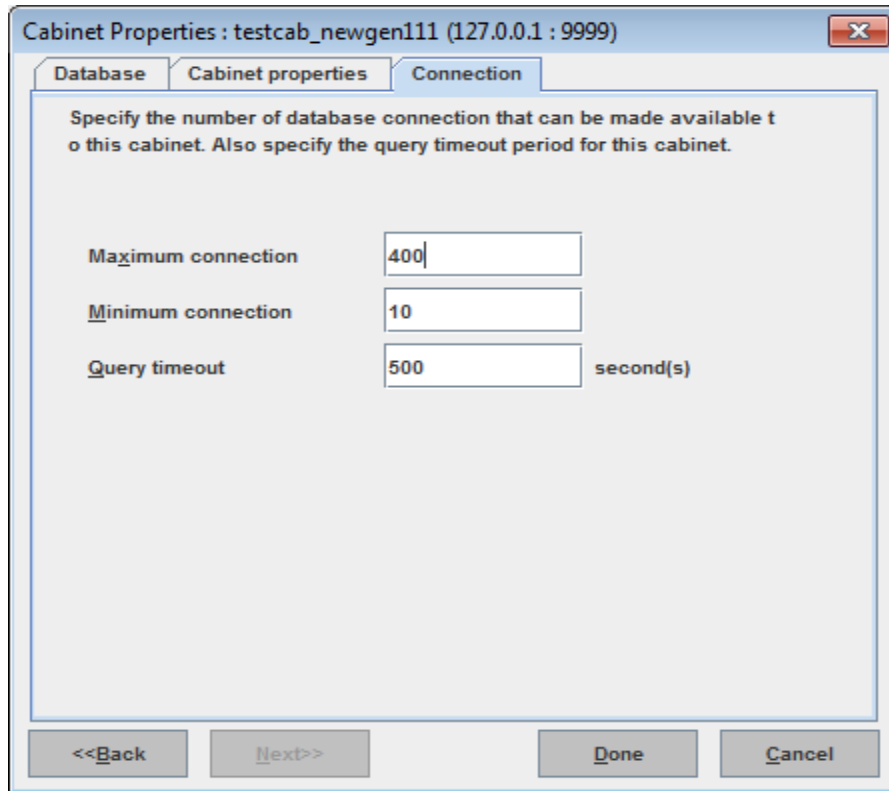 Cabinet Properties : testcab_newgen111 (127.0.0.1 : 9999)
Database Cabinet properties Connection
Specify the number of database connection that can be made available t
o this cabinet. Also specify the query timeout period for this cabinet.
Maximum connection 400
Minimum connection 10
Query timeout 500 second(s)
<<Back Next>> Done Cancel